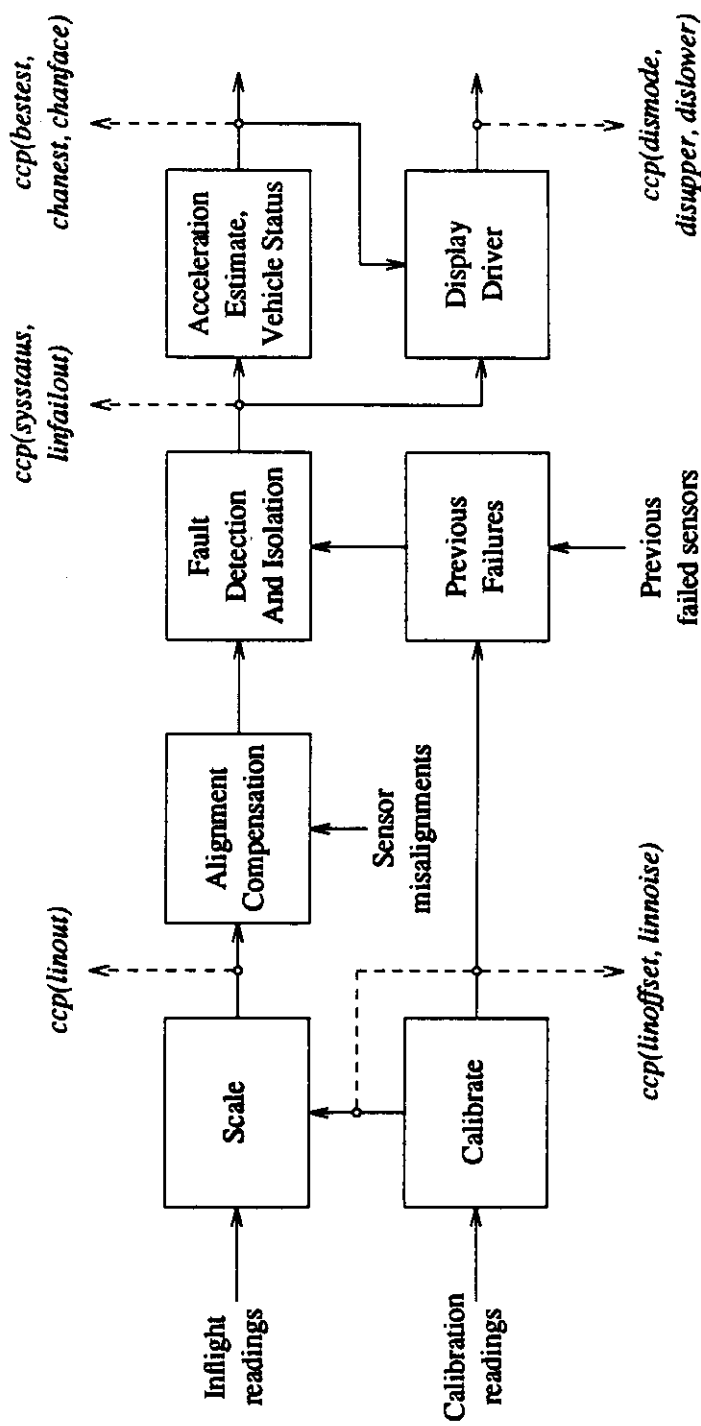 ccp(linout)
ccp(sysstatus,
linfailout)
ccp(bestest,
chanest, chanface)
Inflight
readings
Scale
Alignment
Compensation
Fault
Detection
And Isolation
Acceleration
Estimate,
Vehicle Status
Sensor
misalignments
Calibration
readings
Calibrate
Previous
Failures
Display
Driver
ccp(linoffset, linnoise)
Previous
failed sensors
ccp(dismode,
disupper, dislower)